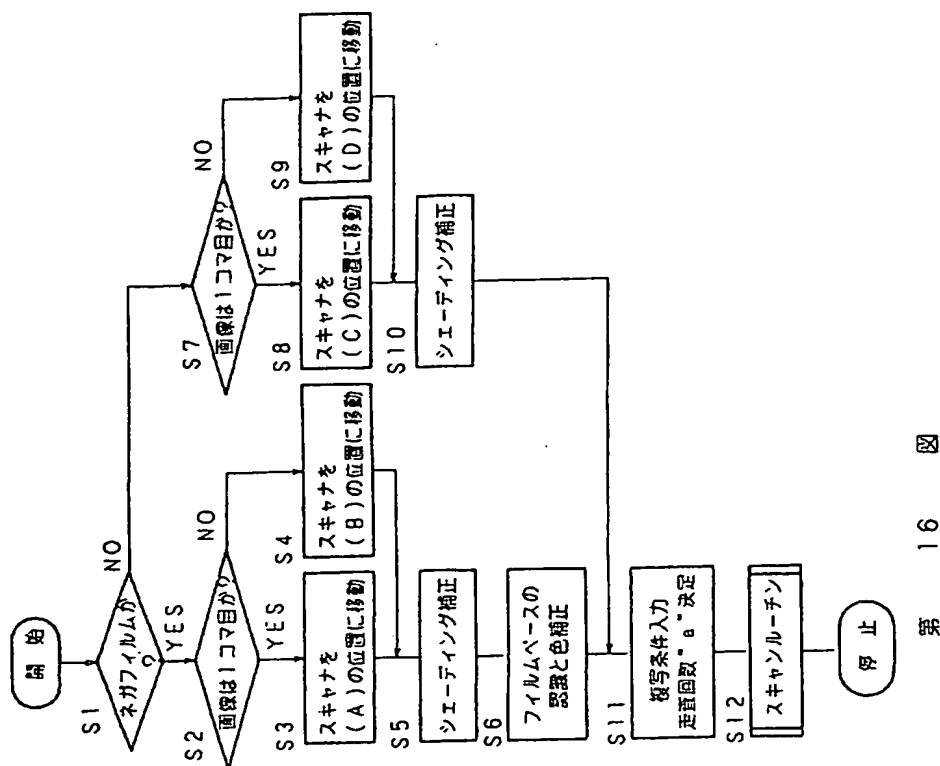 開始
S1
ネガフィルムか
?
NO
YES
S2
画像は1コマ目か?
NO
YES
S3
スキャナを
(A)の位置に移動
S4
スキャナを
(B)の位置に移動
S5
シェーディング補正
S6
フィルムベースの
認識と色補正
S7
画像は1コマ目か?
NO
YES
S8
スキャナを
(C)の位置に移動
S9
スキャナを
(D)の位置に移動
S10
シェーディング補正
S11
複写条件入力
走査回数"a"決定
S12
スキャンルーチン
停止
第 16 図